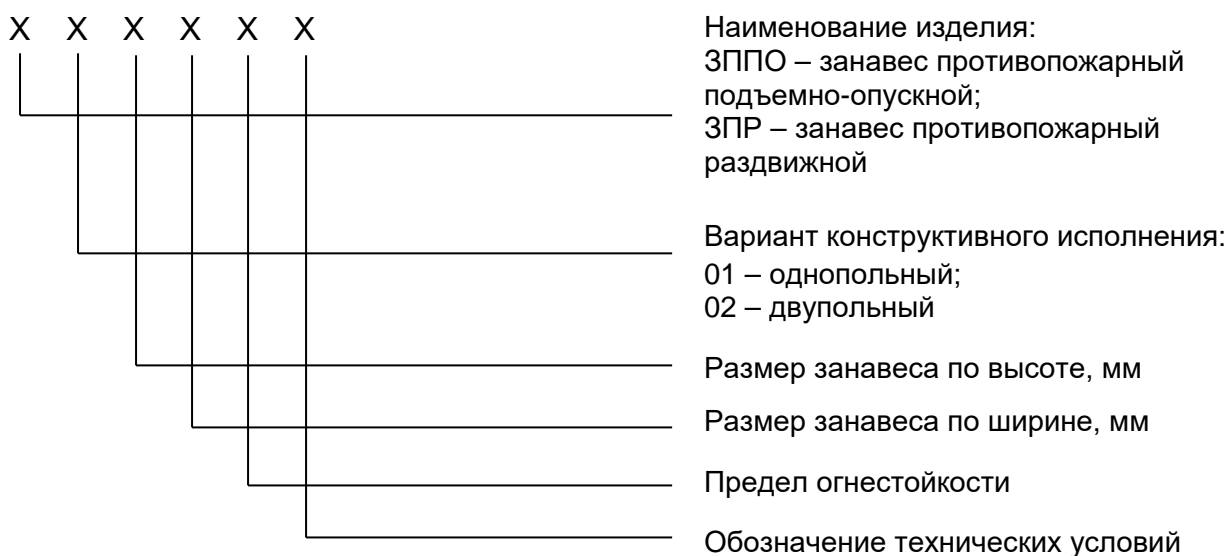 X X X X X X
Наименование изделия:
ЗППО – занавес противопожарный
подъемно-опускной;
ЗПР – занавес противопожарный
раздвижной
Вариант конструктивного исполнения:
01 – однопольный;
02 – двупольный
Размер занавеса по высоте, мм
Размер занавеса по ширине, мм
Предел огнестойкости
Обозначение технических условий